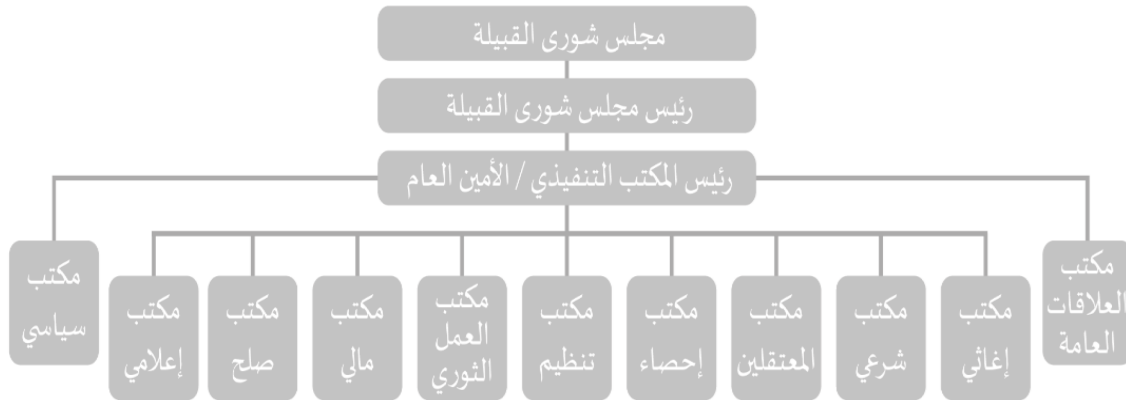 مجلس شورى القبيلة
رئيس مجلس شورى القبيلة
رئيس المكتب التنفيذي / الأمين العام
مكتب
العلاقات
العامة
مكتب
إغاثي
مكتب
شرعي
مكتب
المعتقلين
مكتب
إحصاء
مكتب
تنظيم
مكتب
العمل
الثوري
مكتب
مالي
مكتب
صلح
مكتب
إعلامي
مكتب
سياسي